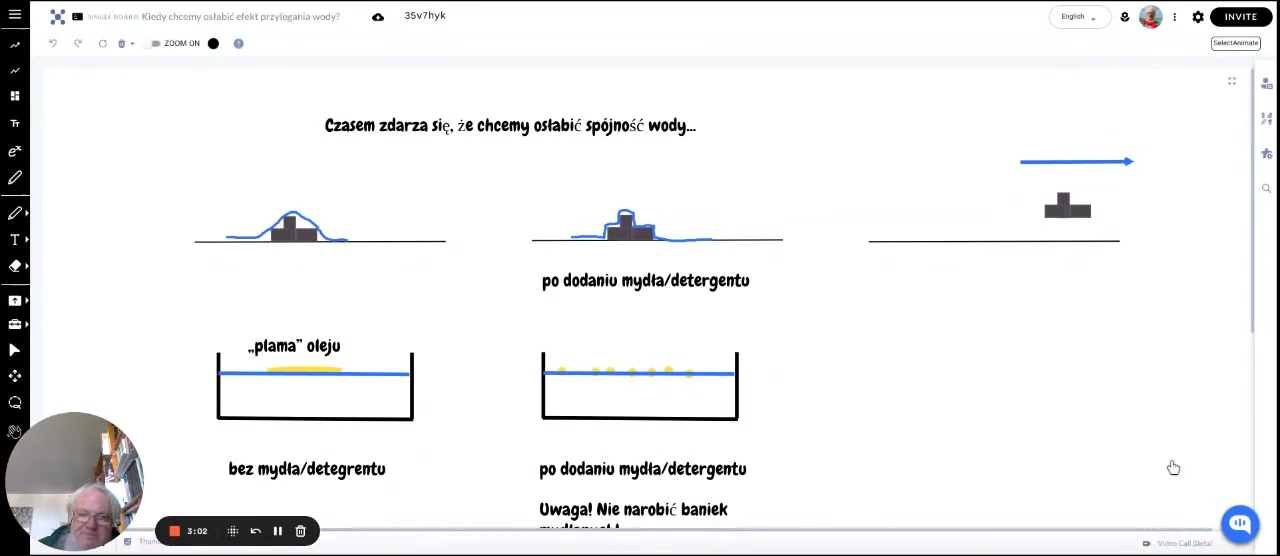 SINGLE BOARD: Kiedy chcemy osłabić efekt przylegania wody?
35v7hyk
English
INVITE
ZOOM ON
SelectAnimate
Czasem zdarza się, że chcemy osłabić spójność wody...
po dodaniu mydła/detergentu
„plama” oleju
bez mydła/detegrentu
po dodaniu mydła/detergentu
Uwaga! Nie narobić baniek
3:02
Video Call (Beta)